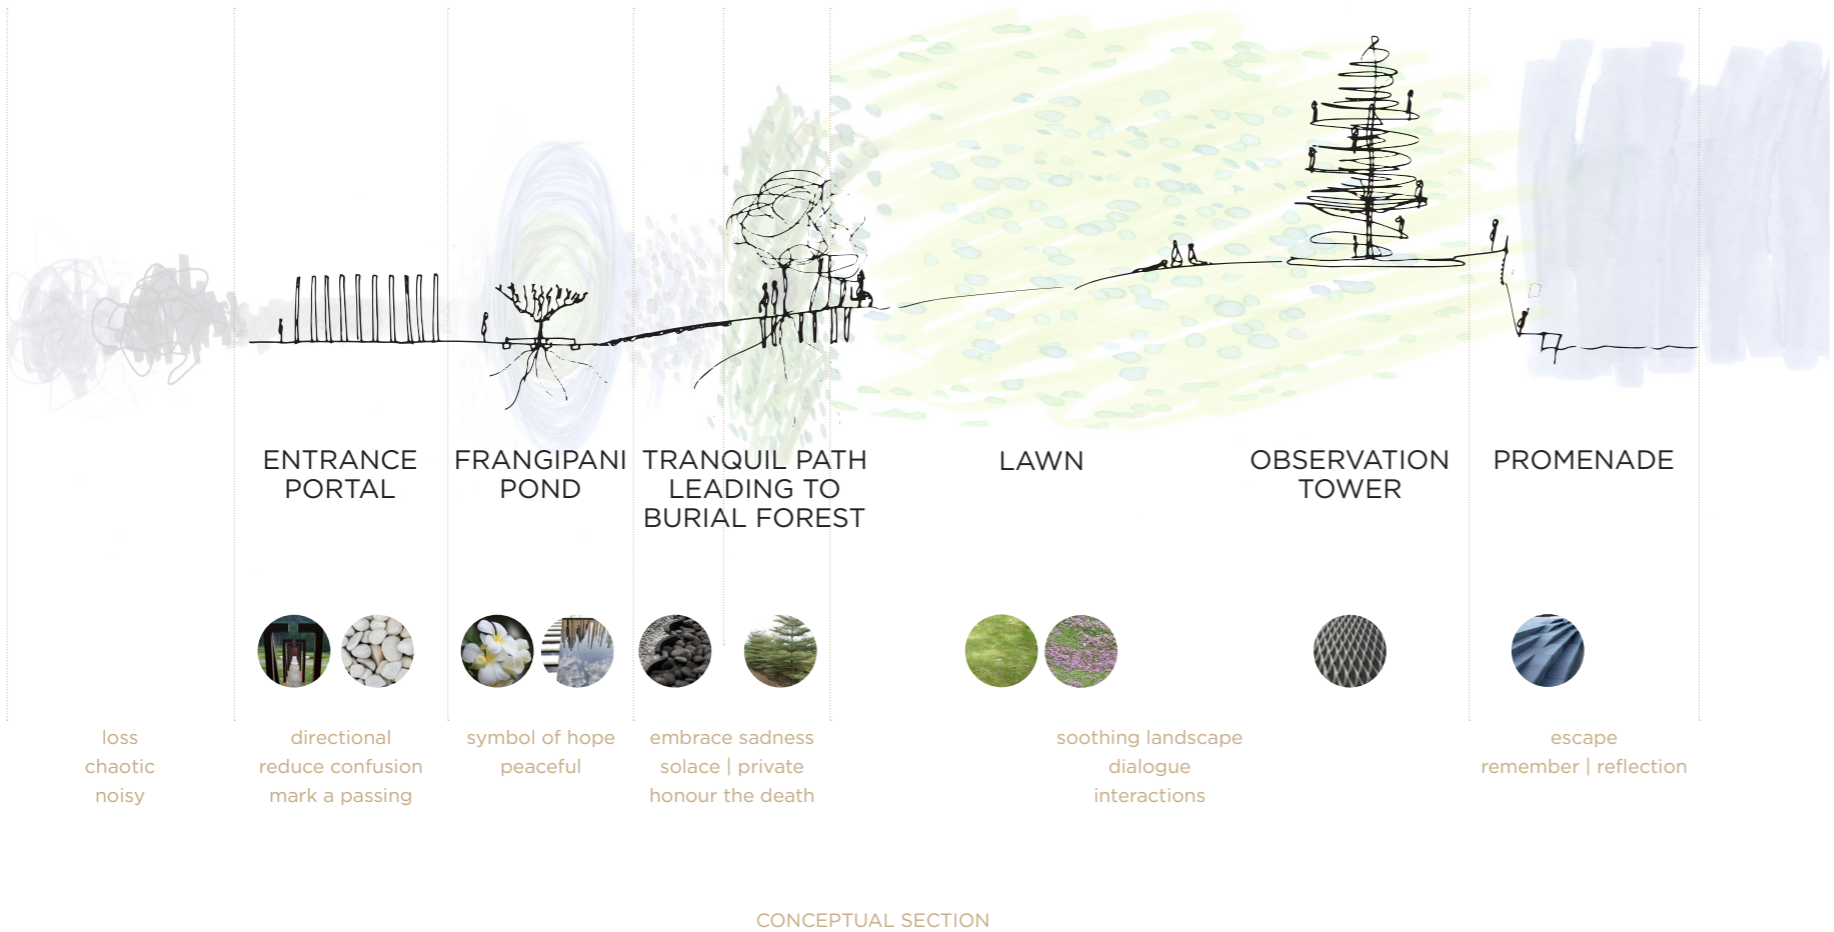 ENTRANCE
PORTAL
FRANGIPANI
POND
TRANQUIL PATH
LEADING TO
BURIAL FOREST
LAWN
OBSERVATION
TOWER
PROMENADE
loss
chaotic
noisy
directional
reduce confusion
mark a passing
symbol of hope
peaceful
embrace sadness
solace | private
honour the death
soothing landscape
dialogue
interactions
escape
remember | reflection
CONCEPTUAL SECTION